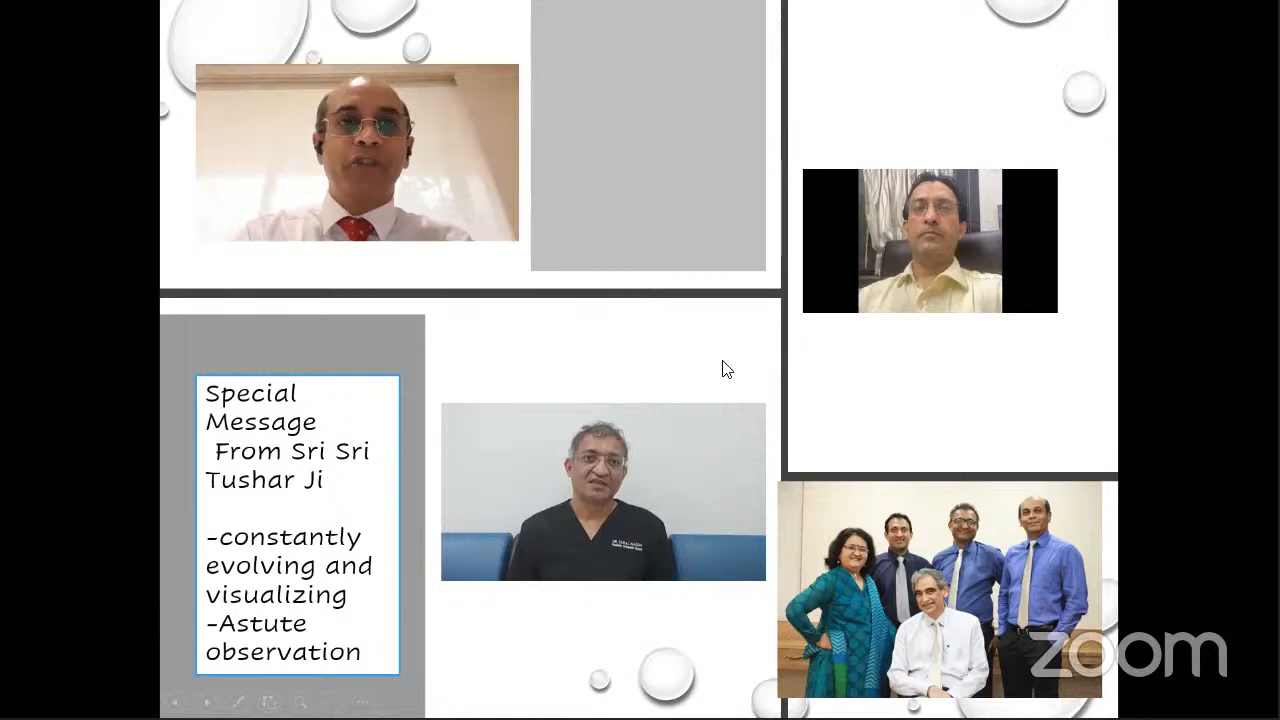 Special
Message
From Sri Sri
Tushar Ji
-constantly
evolving and
visualizing
-Astute
observation
zoom